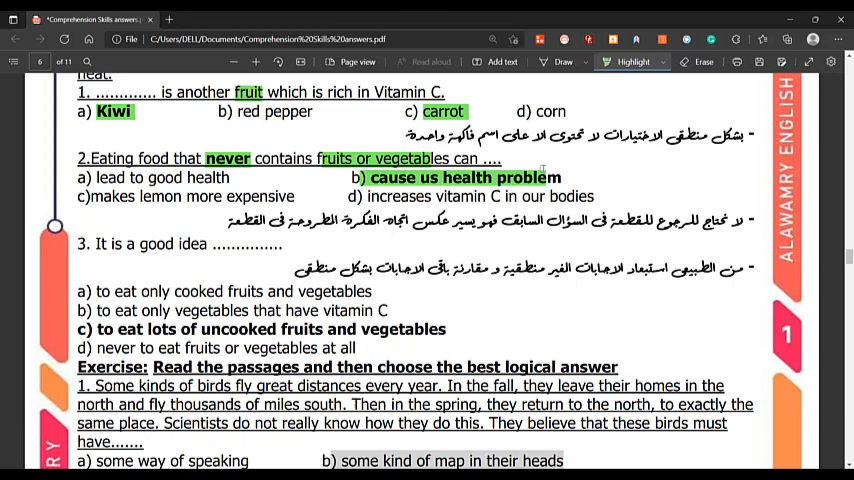 *Comprehension Skills answers.p
File
C:/Users/DELL/Documents/Comprehension%20Skills%20answers.pdf
6 of 11
Page view
Read aloud
Add text
Draw
Highlight
Erase
heat.
1. ............. is another fruit which is rich in Vitamin C.
a) Kiwi b) red pepper c) carrot d) corn
- بشكل منطقى الاختيارات لا تحتوى الا على اسم فاكهة واحدة
2.Eating food that never contains fruits or vegetables can ....
a) lead to good health b) cause us health problem
c)makes lemon more expensive d) increases vitamin C in our bodies
- لا نحتاج للرجوع للقطعة فى السؤال السابق فهو يسير عكس اتجاه الفكرة المطروحة فى القطعة
3. It is a good idea ...............
- من الطبيعى استبعاد الاجابات الغير منطقية و مقارنة باقى الاجابات بشكل منطقى
a) to eat only cooked fruits and vegetables
b) to eat only vegetables that have vitamin C
c) to eat lots of uncooked fruits and vegetables
d) never to eat fruits or vegetables at all
Exercise: Read the passages and then choose the best logical answer
1. Some kinds of birds fly great distances every year. In the fall, they leave their homes in the
north and fly thousands of miles south. Then in the spring, they return to the north, to exactly the
same place. Scientists do not really know how they do this. They believe that these birds must
have.......
a) some way of speaking b) some kind of map in their heads
ALAWAMRY ENGLISH
1
RY